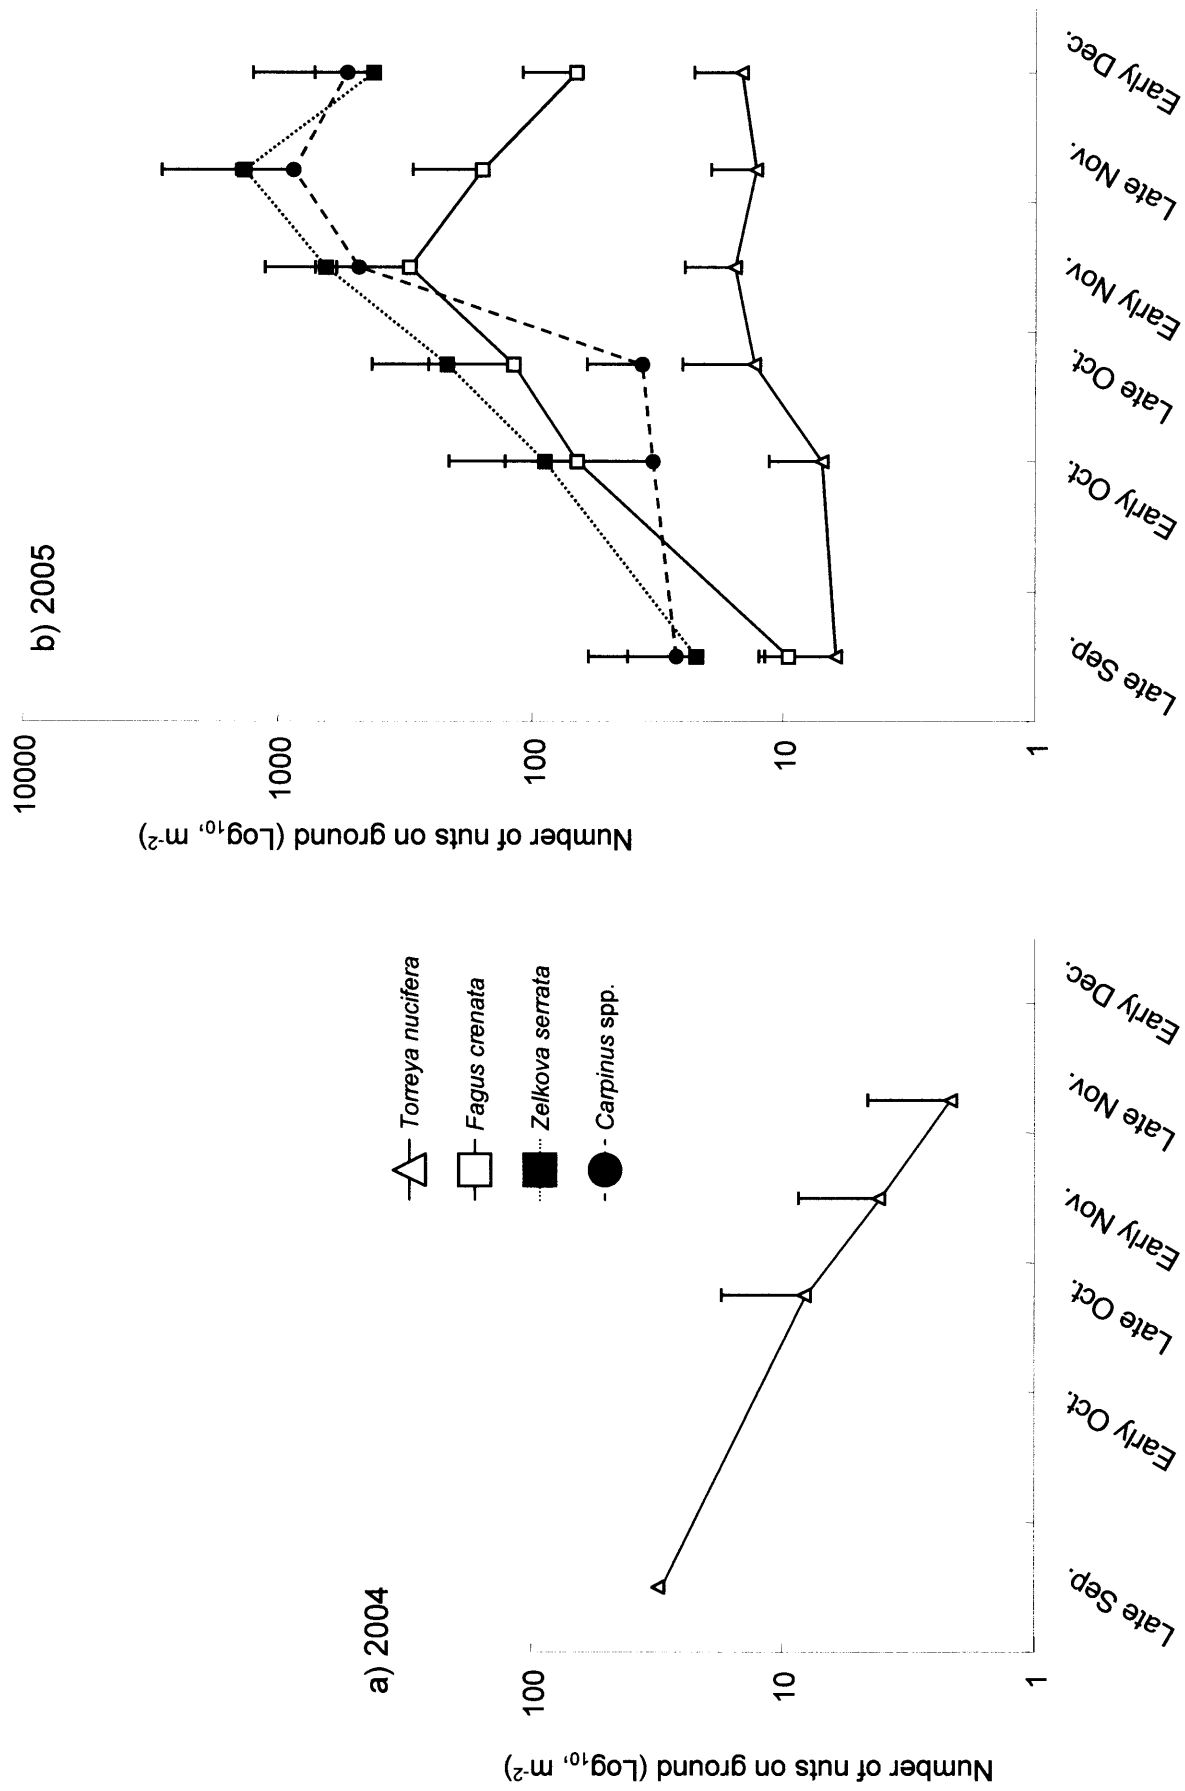 a) 2004
Number of nuts on ground (Log10, m-2)
100
10
1
Late Sep.
Early Oct.
Late Oct.
Early Nov.
Late Nov.
Early Dec.
Torreya nucifera
Fagus crenata
Zelkova serrata
Carpinus spp.
b) 2005
Number of nuts on ground (Log10, m-2)
10000
1000
100
10
1
Late Sep.
Early Oct.
Late Oct.
Early Nov.
Late Nov.
Early Dec.